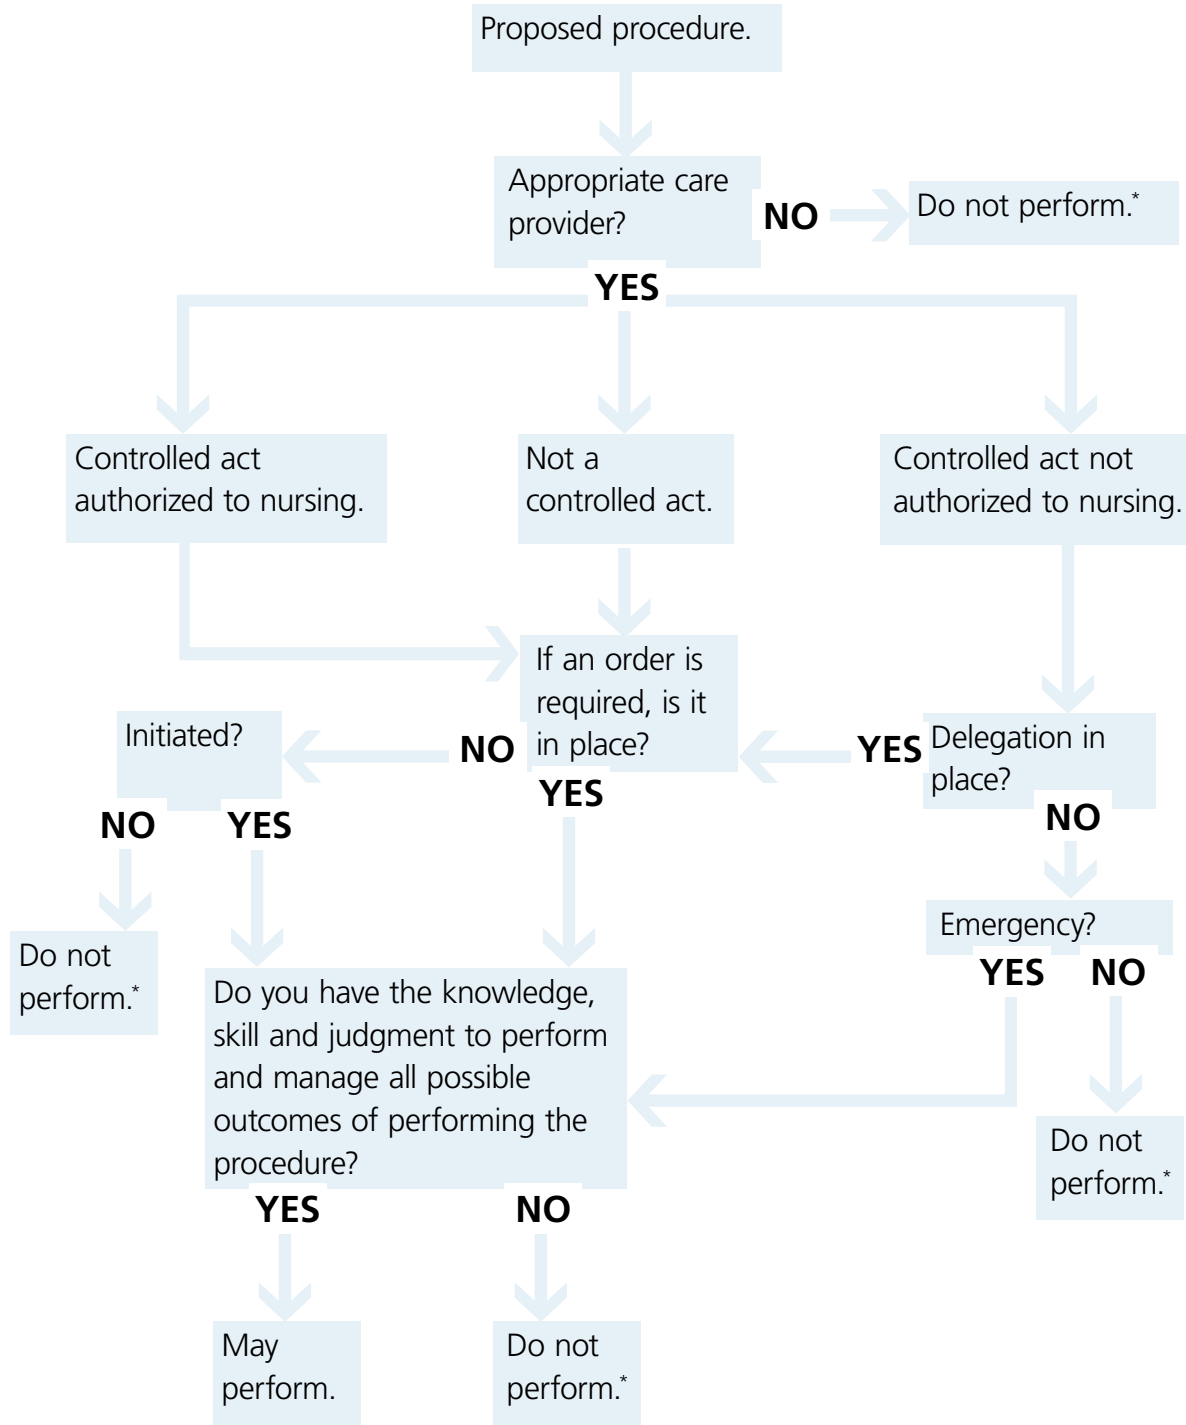 Proposed procedure.
Appropriate care
provider?
NO
Do not perform.*
YES
Controlled act
authorized to nursing.
Not a
controlled act.
Controlled act not
authorized to nursing.
If an order is
required, is it
in place?
Initiated?
NO
YES
Delegation in
place?
YES
NO
NO
YES
Emergency?
YES
NO
Do not
perform.*
Do you have the knowledge,
skill and judgment to perform
and manage all possible
outcomes of performing the
procedure?
Do not
perform.*
YES
NO
May
perform.
Do not
perform.*